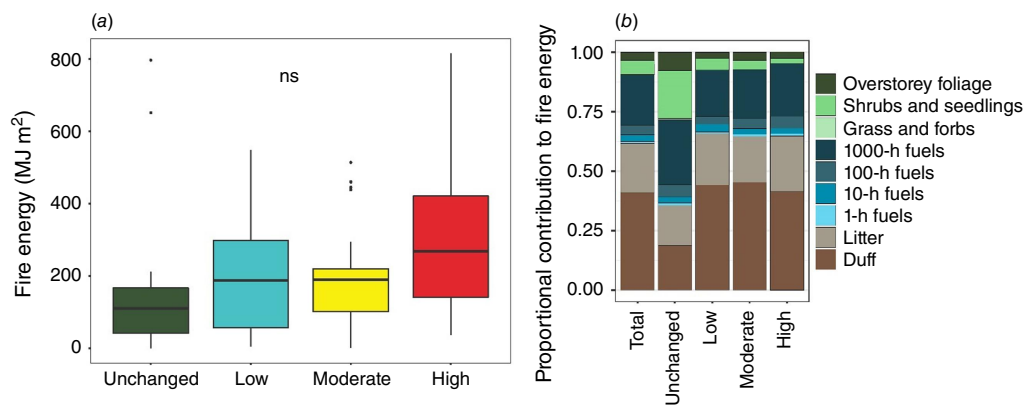 (a)
Fire energy (MJ m²)
800
600
400
200
0
ns
Unchanged
Low
Moderate
High
(b)
Proportional contribution to fire energy
1.00
0.75
0.50
0.25
0.00
Total
Unchanged
Low
Moderate
High
Overstorey foliage
Shrubs and seedlings
Grass and forbs
1000-h fuels
100-h fuels
10-h fuels
1-h fuels
Litter
Duff